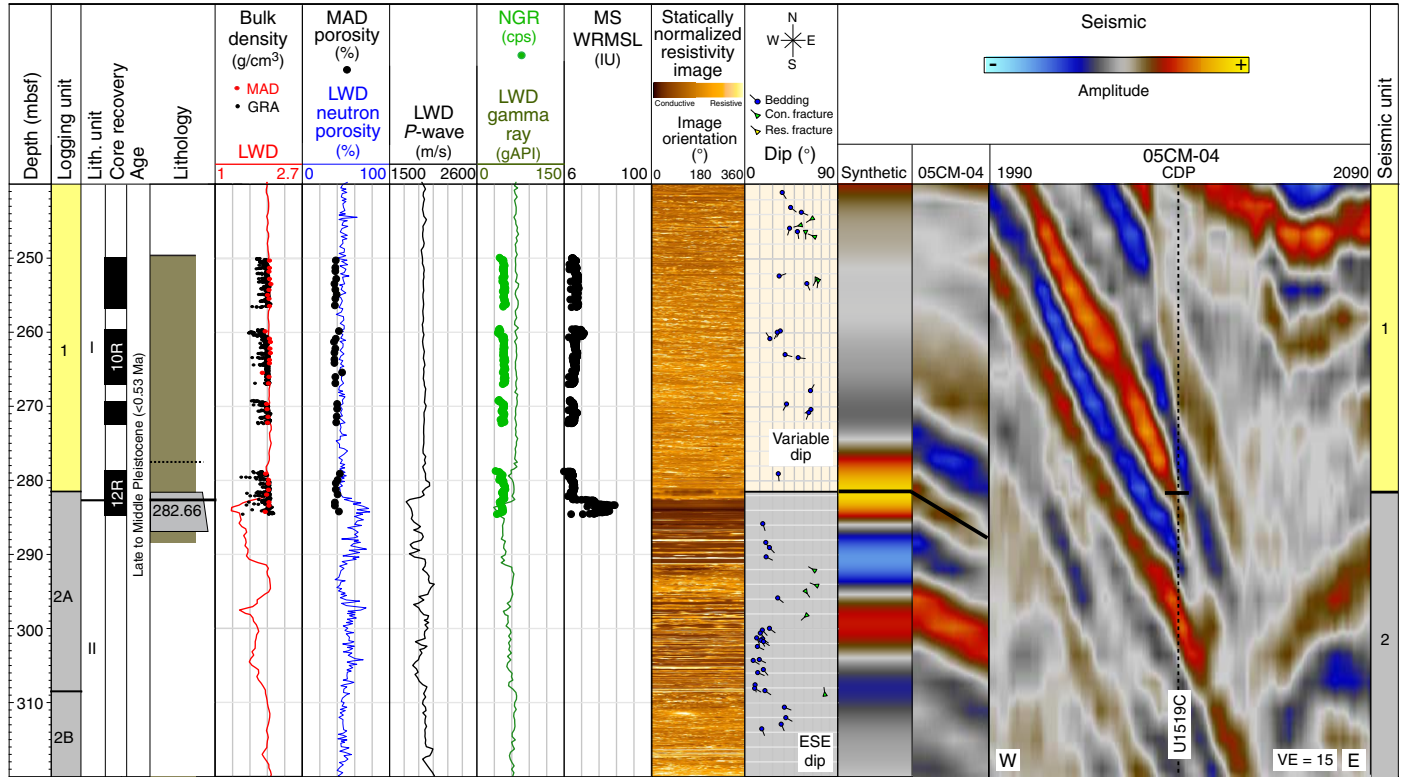 Depth (mbsf)
Logging unit
Lith. unit
Core recovery
Age
Lithology
Bulk
density
(g/cm3)
MAD
GRA
LWD
1 2.7
MAD
porosity
(%)
LWD
neutron
porosity
(%)
0 100
LWD
P-wave
(m/s)
1500 2600
NGR
(cps)
LWD
gamma
ray
(gAPI)
0 150
MS
WRMSL
(IU)
6 100
Statically
normalized
resistivity
image
Conductive Resistive
Image
orientation
(°)
0 180 360
N
W E
S
Bedding
Con. fracture
Res. fracture
Dip (°)
0 90
Seismic
- +
Amplitude
Synthetic
05CM-04
05CM-04
1990 CDP 2090
Seismic unit
250
260
270
280
290
300
310
1
2A
2B
I
II
10R
12R
Late to Middle Pleistocene (<0.53 Ma)
282.66
Variable
dip
ESE
dip
U1519C
W
VE = 15 E
1
2